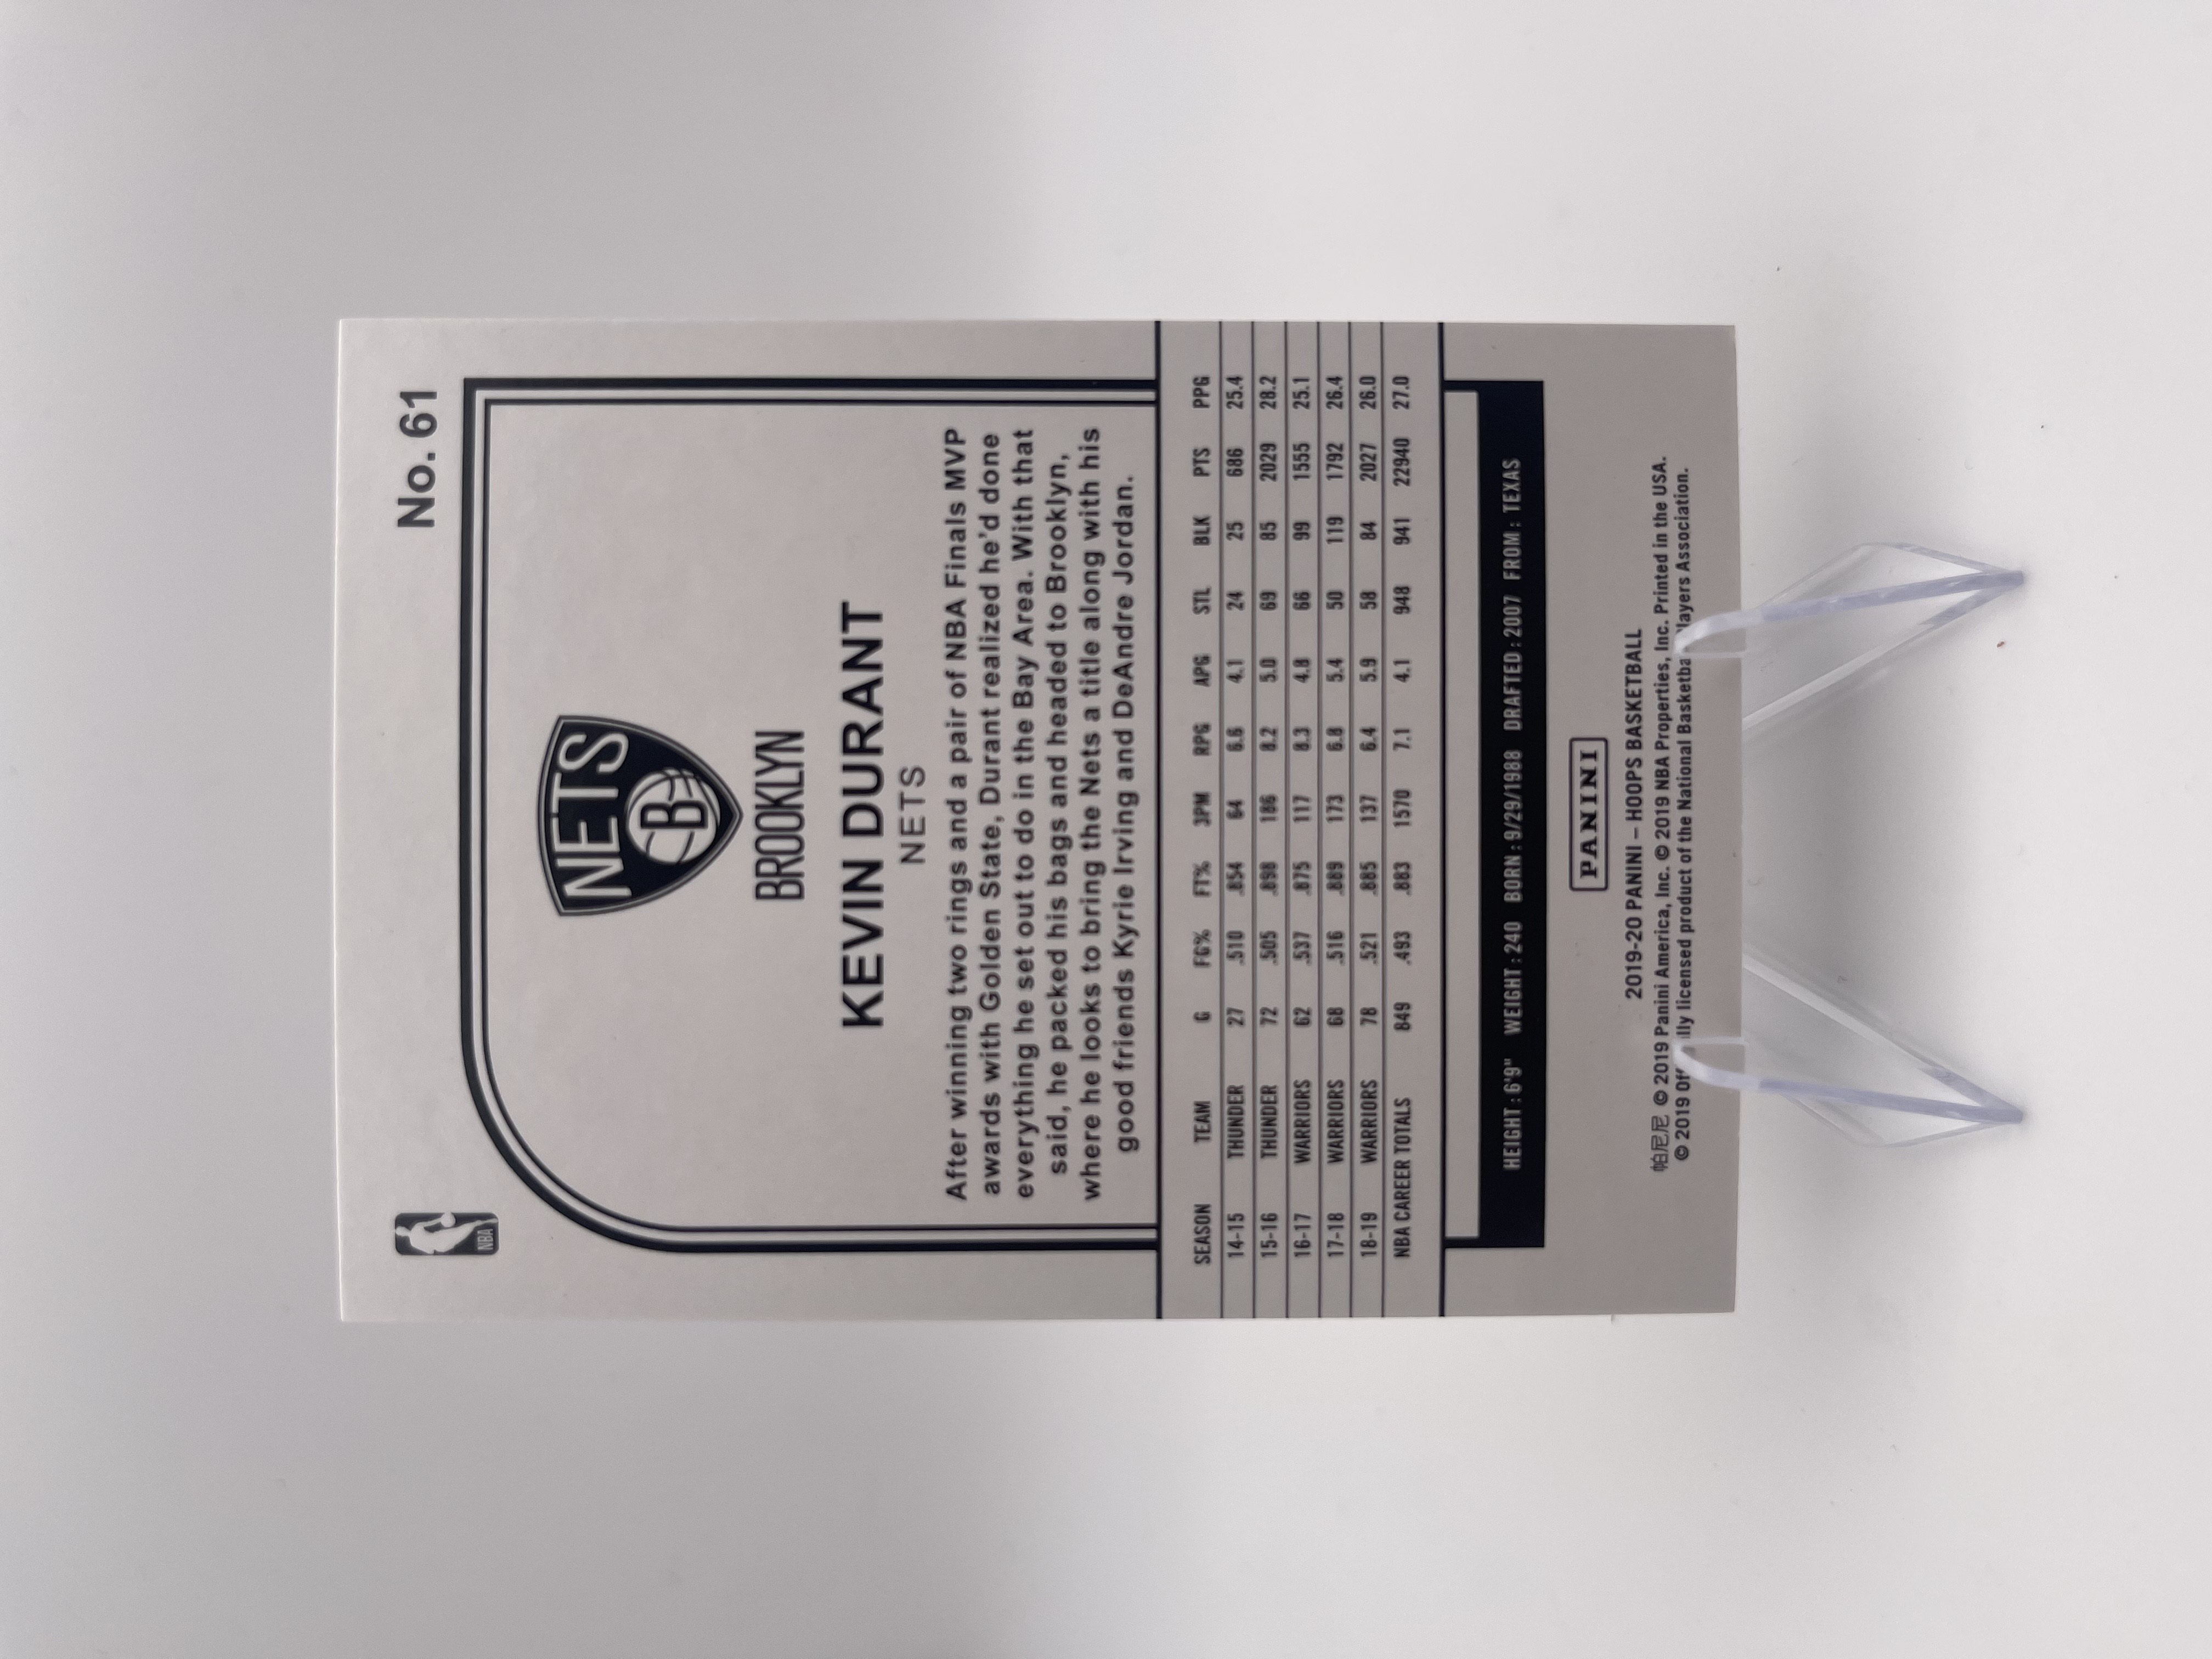 No. 61
NBA
NETS
B
BROOKLYN
KEVIN DURANT
NETS
After winning two rings and a pair of NBA Finals MVP
awards with Golden State, Durant realized he'd done
everything he set out to do in the Bay Area. With that
said, he packed his bags and headed to Brooklyn,
where he looks to bring the Nets a title along with his
good friends Kyrie Irving and DeAndre Jordan.
SEASON TEAM G FG% FT% 3PM RPG APG STL BLK PTS PPG
14-15 THUNDER 27 .510 .854 64 6.6 4.1 24 25 686 25.4
15-16 THUNDER 72 .505 .898 186 8.2 5.0 69 85 2029 28.2
16-17 WARRIORS 62 .537 .875 117 8.3 4.8 66 99 1555 25.1
17-18 WARRIORS 68 .516 .889 173 6.8 5.4 50 119 1792 26.4
18-19 WARRIORS 78 .521 .885 137 6.4 5.9 58 84 2027 26.0
NBA CAREER TOTALS 849 .493 .883 1570 7.1 4.1 948 941 22940 27.0
HEIGHT : 6'9" WEIGHT : 240 BORN : 9/29/1988 DRAFTED : 2007 FROM : TEXAS
PANINI
2019-20 PANINI – HOOPS BASKETBALL
帕尼尼 © 2019 Panini America, Inc. © 2019 NBA Properties, Inc. Printed in the USA.
© 2019 licensed product of the National Association.